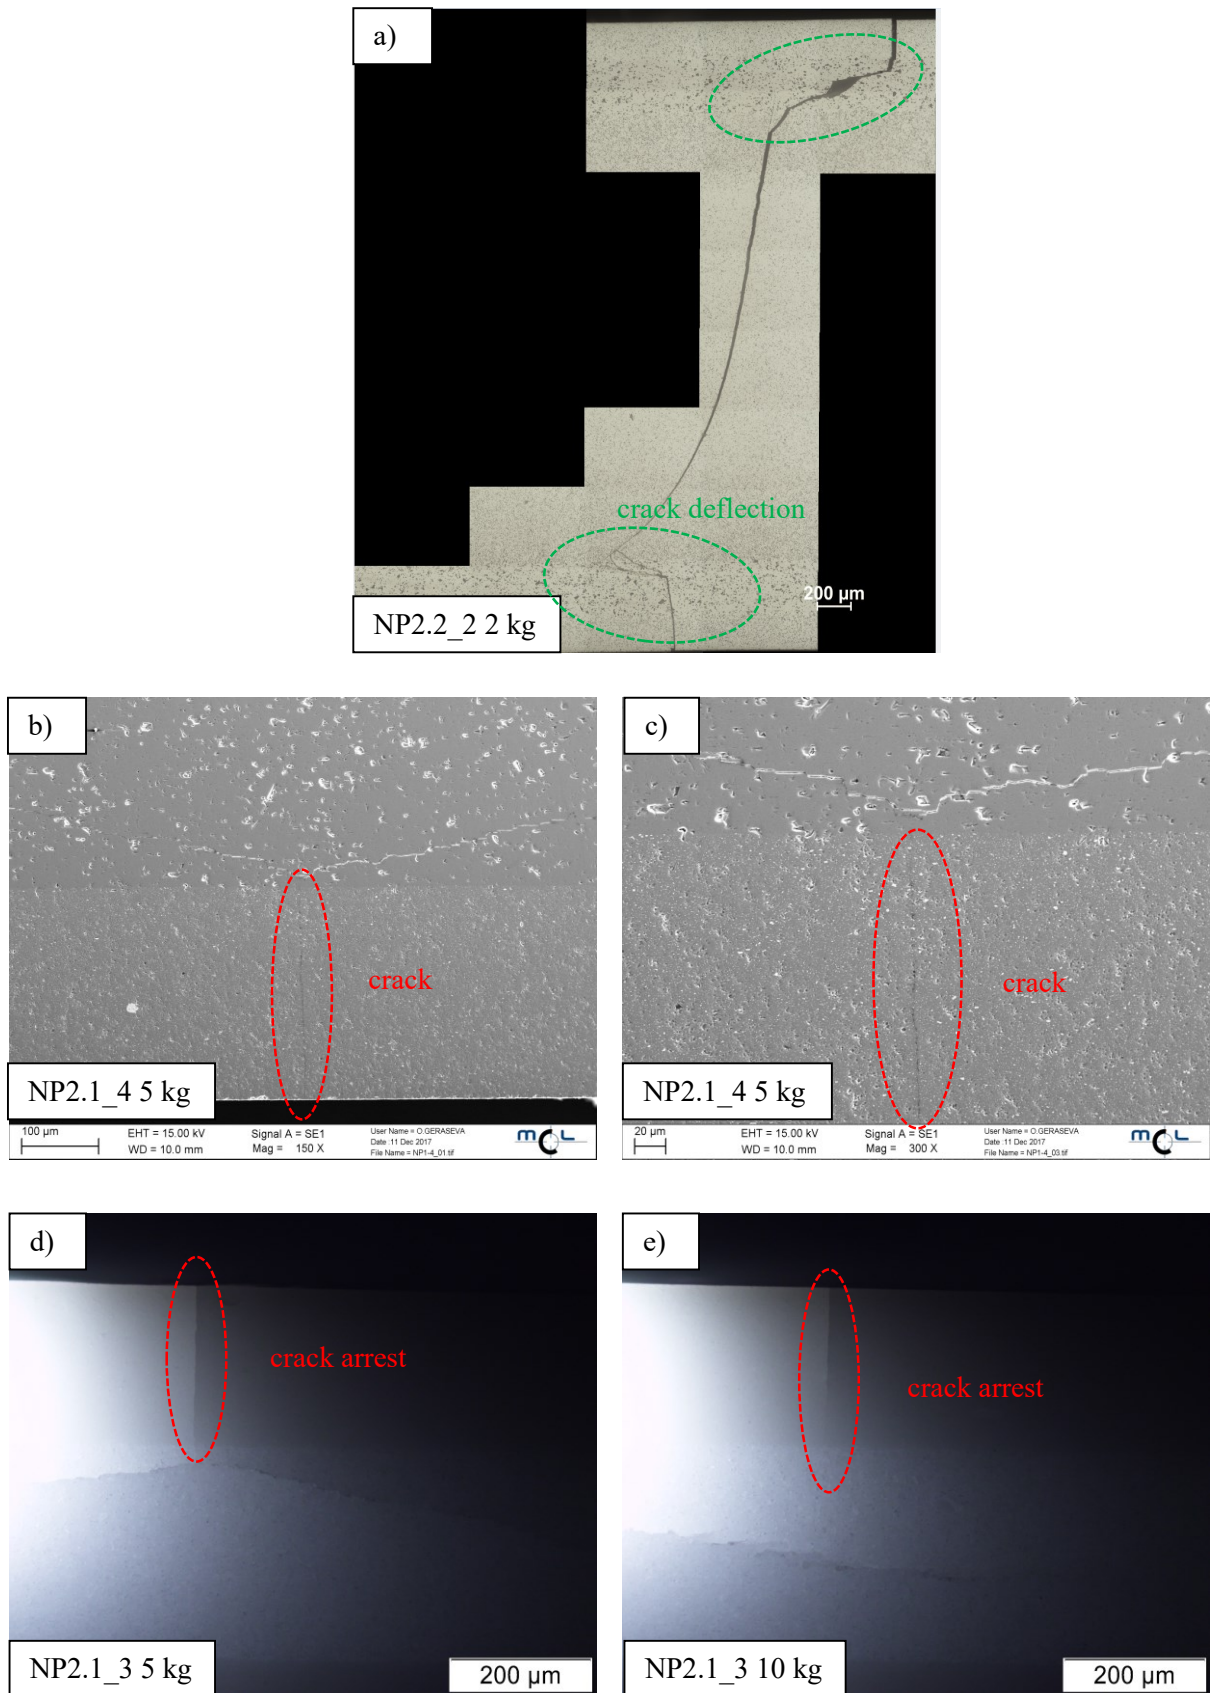 a)
crack deflection
200 µm
NP2.2_2 2 kg
b)
crack
NP2.1_4 5 kg
100 µm
EHT = 15.00 kV
WD = 10.0 mm
Signal A = SE1
Mag = 150 X
User Name = O.GERASEVA
Date :11 Dec 2017
File Name = NP1-4_01.tif
MCL
c)
crack
NP2.1_4 5 kg
20 µm
EHT = 15.00 kV
WD = 10.0 mm
Signal A = SE1
Mag = 300 X
User Name = O.GERASEVA
Date :11 Dec 2017
File Name = NP1-4_03.tif
MCL
d)
crack arrest
NP2.1_3 5 kg
200 µm
e)
crack arrest
NP2.1_3 10 kg
200 µm